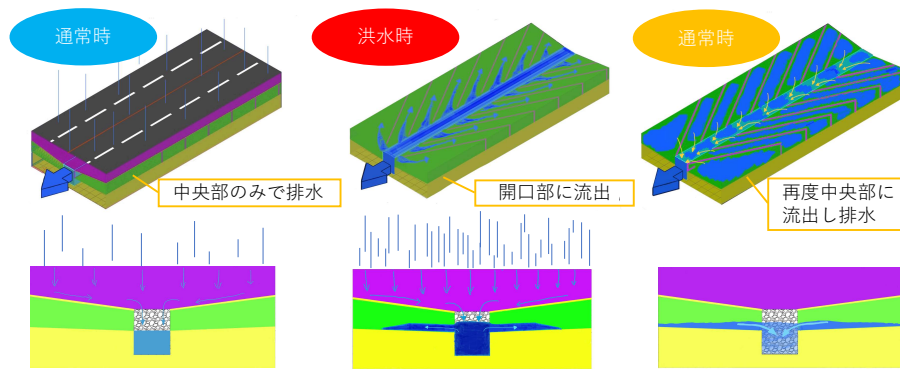 通常時
洪水時
通常時
中央部のみで排水
開口部に流出
再度中央部に
流出し排水